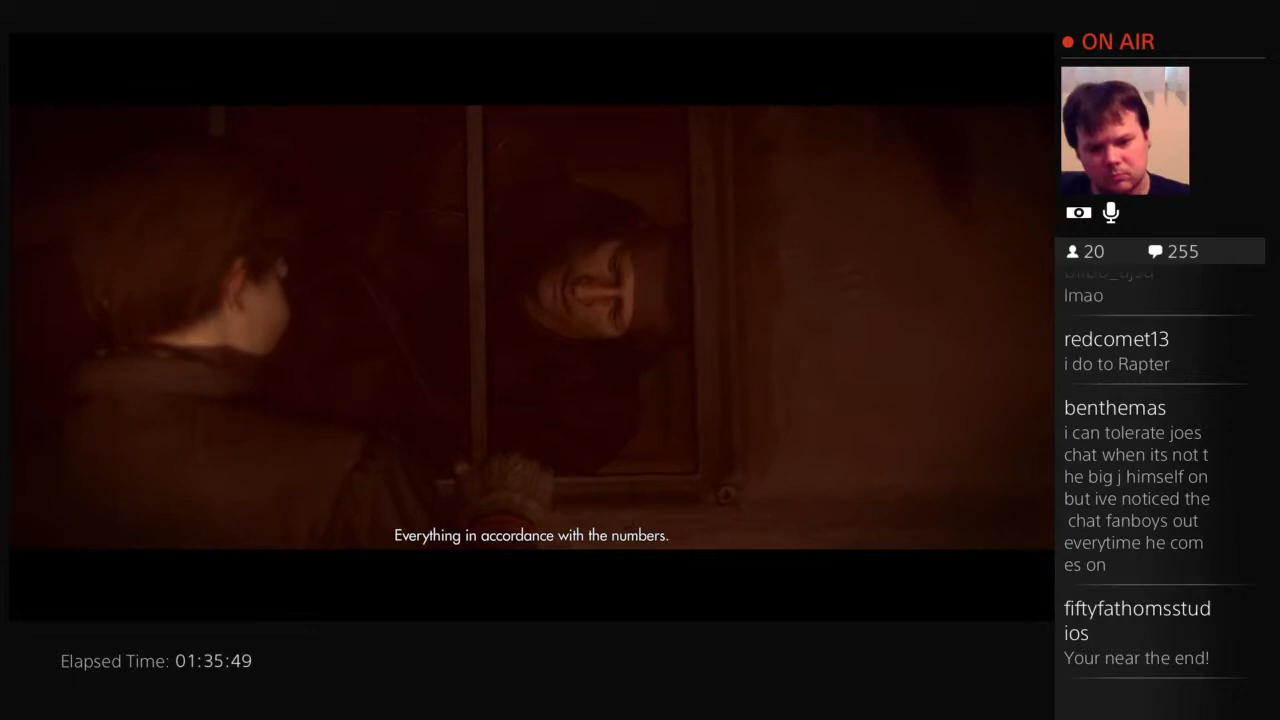 ON AIR
20 255
lmao
redcomet13
i do to Rapter
benthemas
i can tolerate joes
chat when its not t
he big j himself on
but ive noticed the
chat fanboys out
everytime he com
es on
fiftyfathomsstud
ios
Your near the end!
Everything in accordance with the numbers.
Elapsed Time: 01:35:49